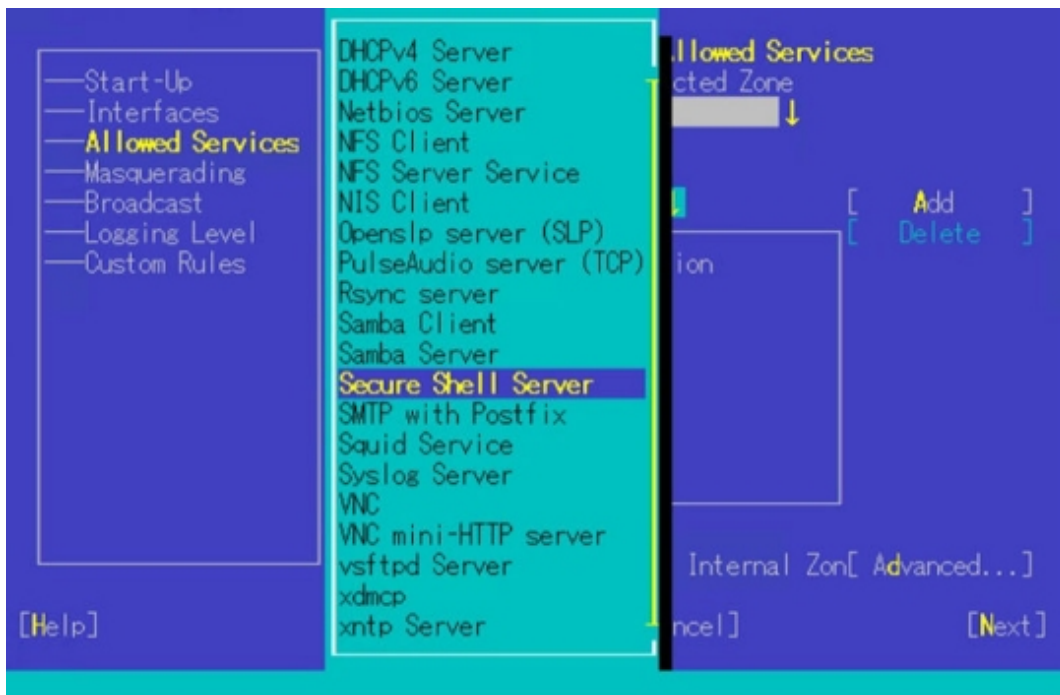 Start-Up
Interfaces
Allowed Services
Masquerading
Broadcast
Logging Level
Custom Rules
[Help]
DHCPv4 Server
DHCPv6 Server
Netbios Server
NFS Client
NFS Server Service
NIS Client
Openslp server (SLP)
PulseAudio server (TCP)
Rsync server
Samba Client
Samba Server
Secure Shell Server
SMTP with Postfix
Squid Service
Syslog Server
VNC
VNC mini-HTTP server
vsftpd Server
xdmcp
xntp Server
llowed Services
cted Zone
↓
[ Add ]
[ Delete ]
ion
Internal Zon[ Advanced...]
ncel] [Next]